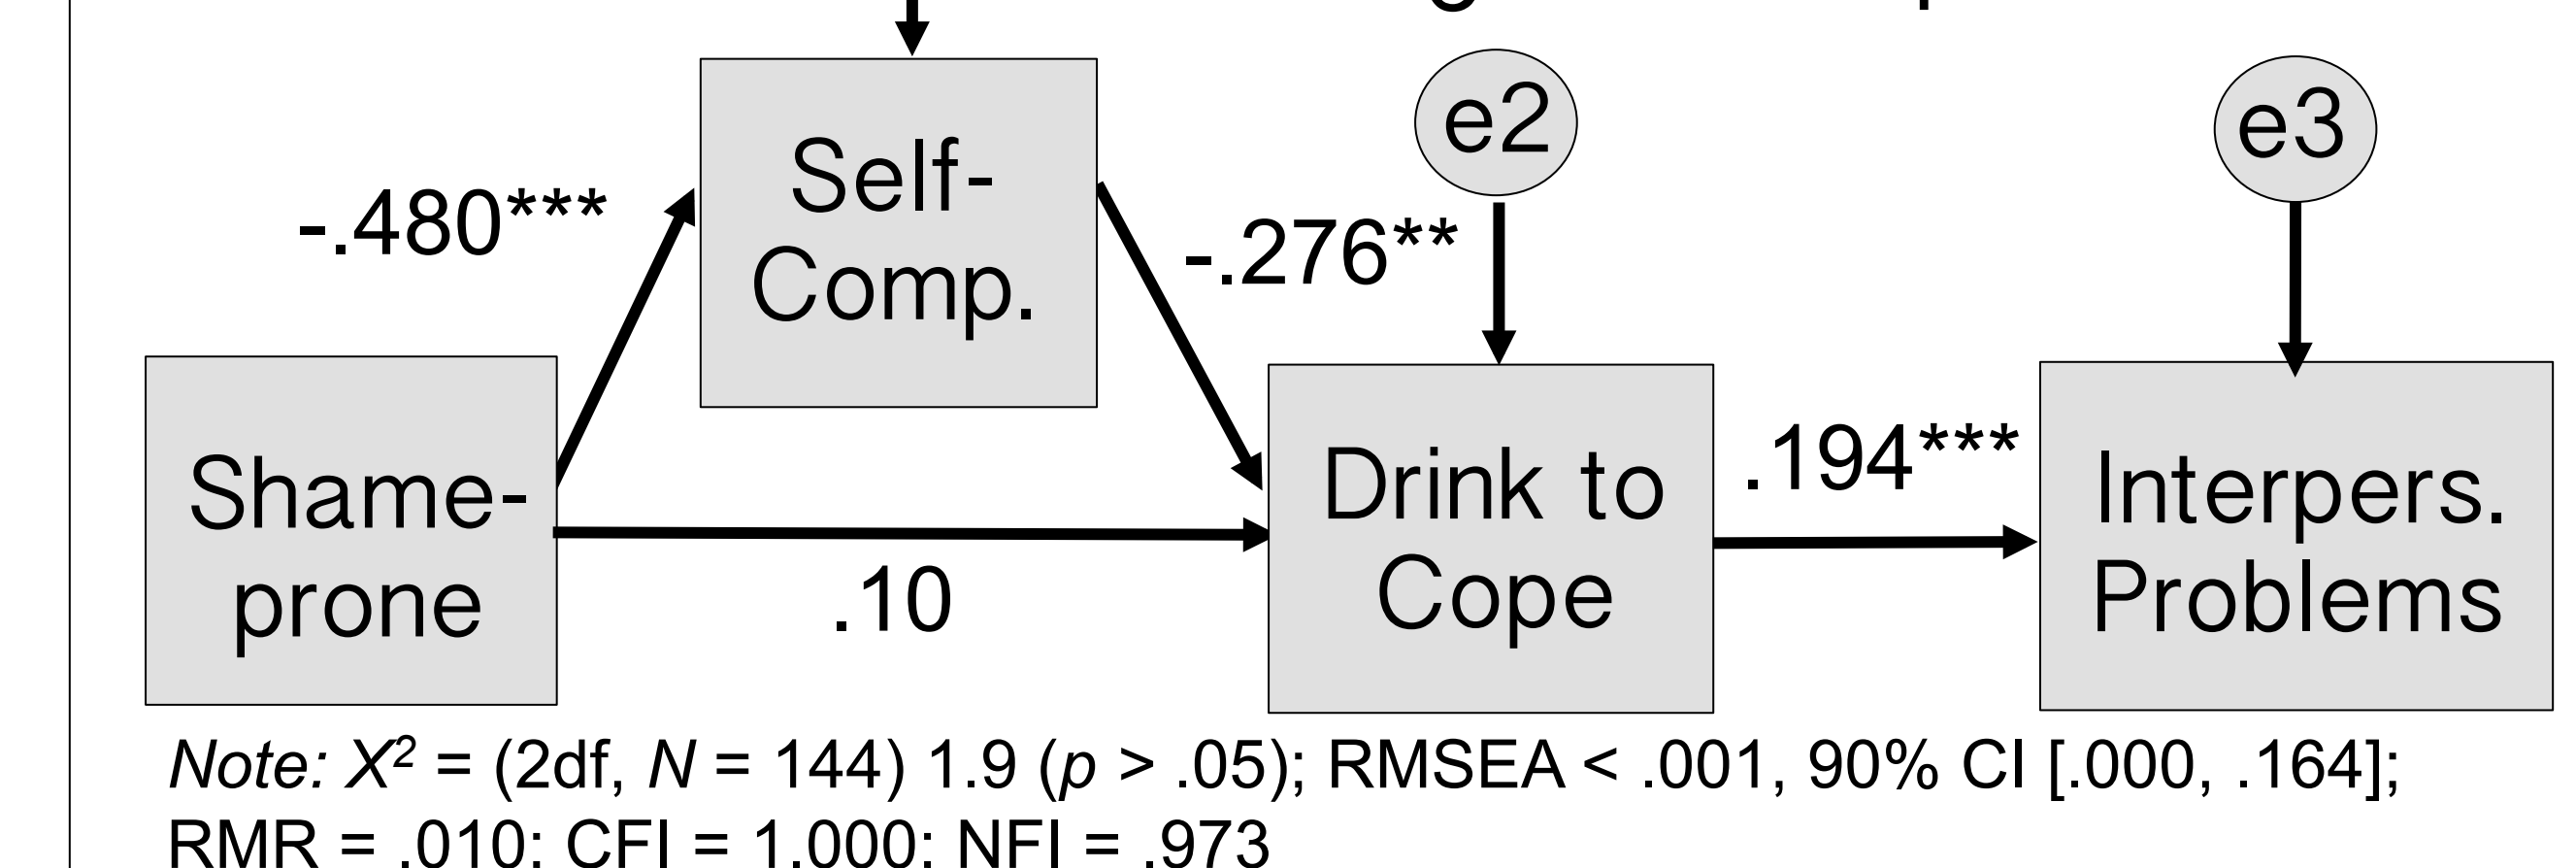 e2
e3
Self-
Comp.
-.480***
-.276**
Shame-
prone
.10
Drink to
Cope
.194***
Interpers.
Problems
Note: X² = (2df, N = 144) 1.9 (p > .05); RMSEA < .001, 90% CI [.000, .164];
RMR = .010; CFI = 1.000; NFI = .973